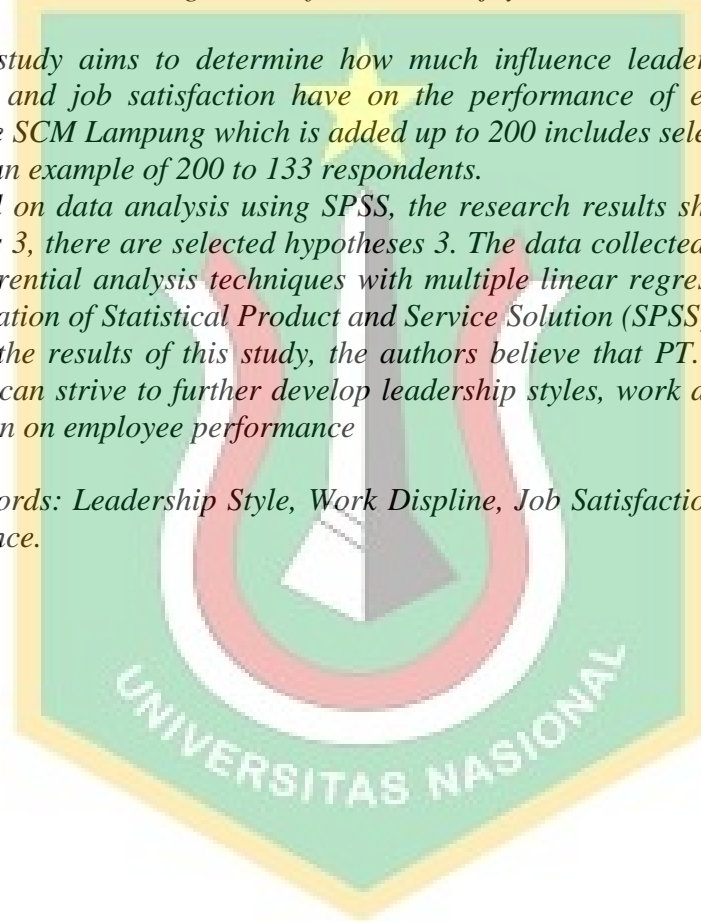 study aims to determine how much influence leader
and job satisfaction have on the performance of e
SCM Lampung which is added up to 200 includes sele
an example of 200 to 133 respondents.
on data analysis using SPSS, the research results sh
3, there are selected hypotheses 3. The data collected
rential analysis techniques with multiple linear regres
ation of Statistical Product and Service Solution (SPSS
the results of this study, the authors believe that PT.
can strive to further develop leadership styles, work
n on employee performance
ords: Leadership Style, Work Displine, Job Satisfactio
nce.
UNIVERSITAS NASIONAL